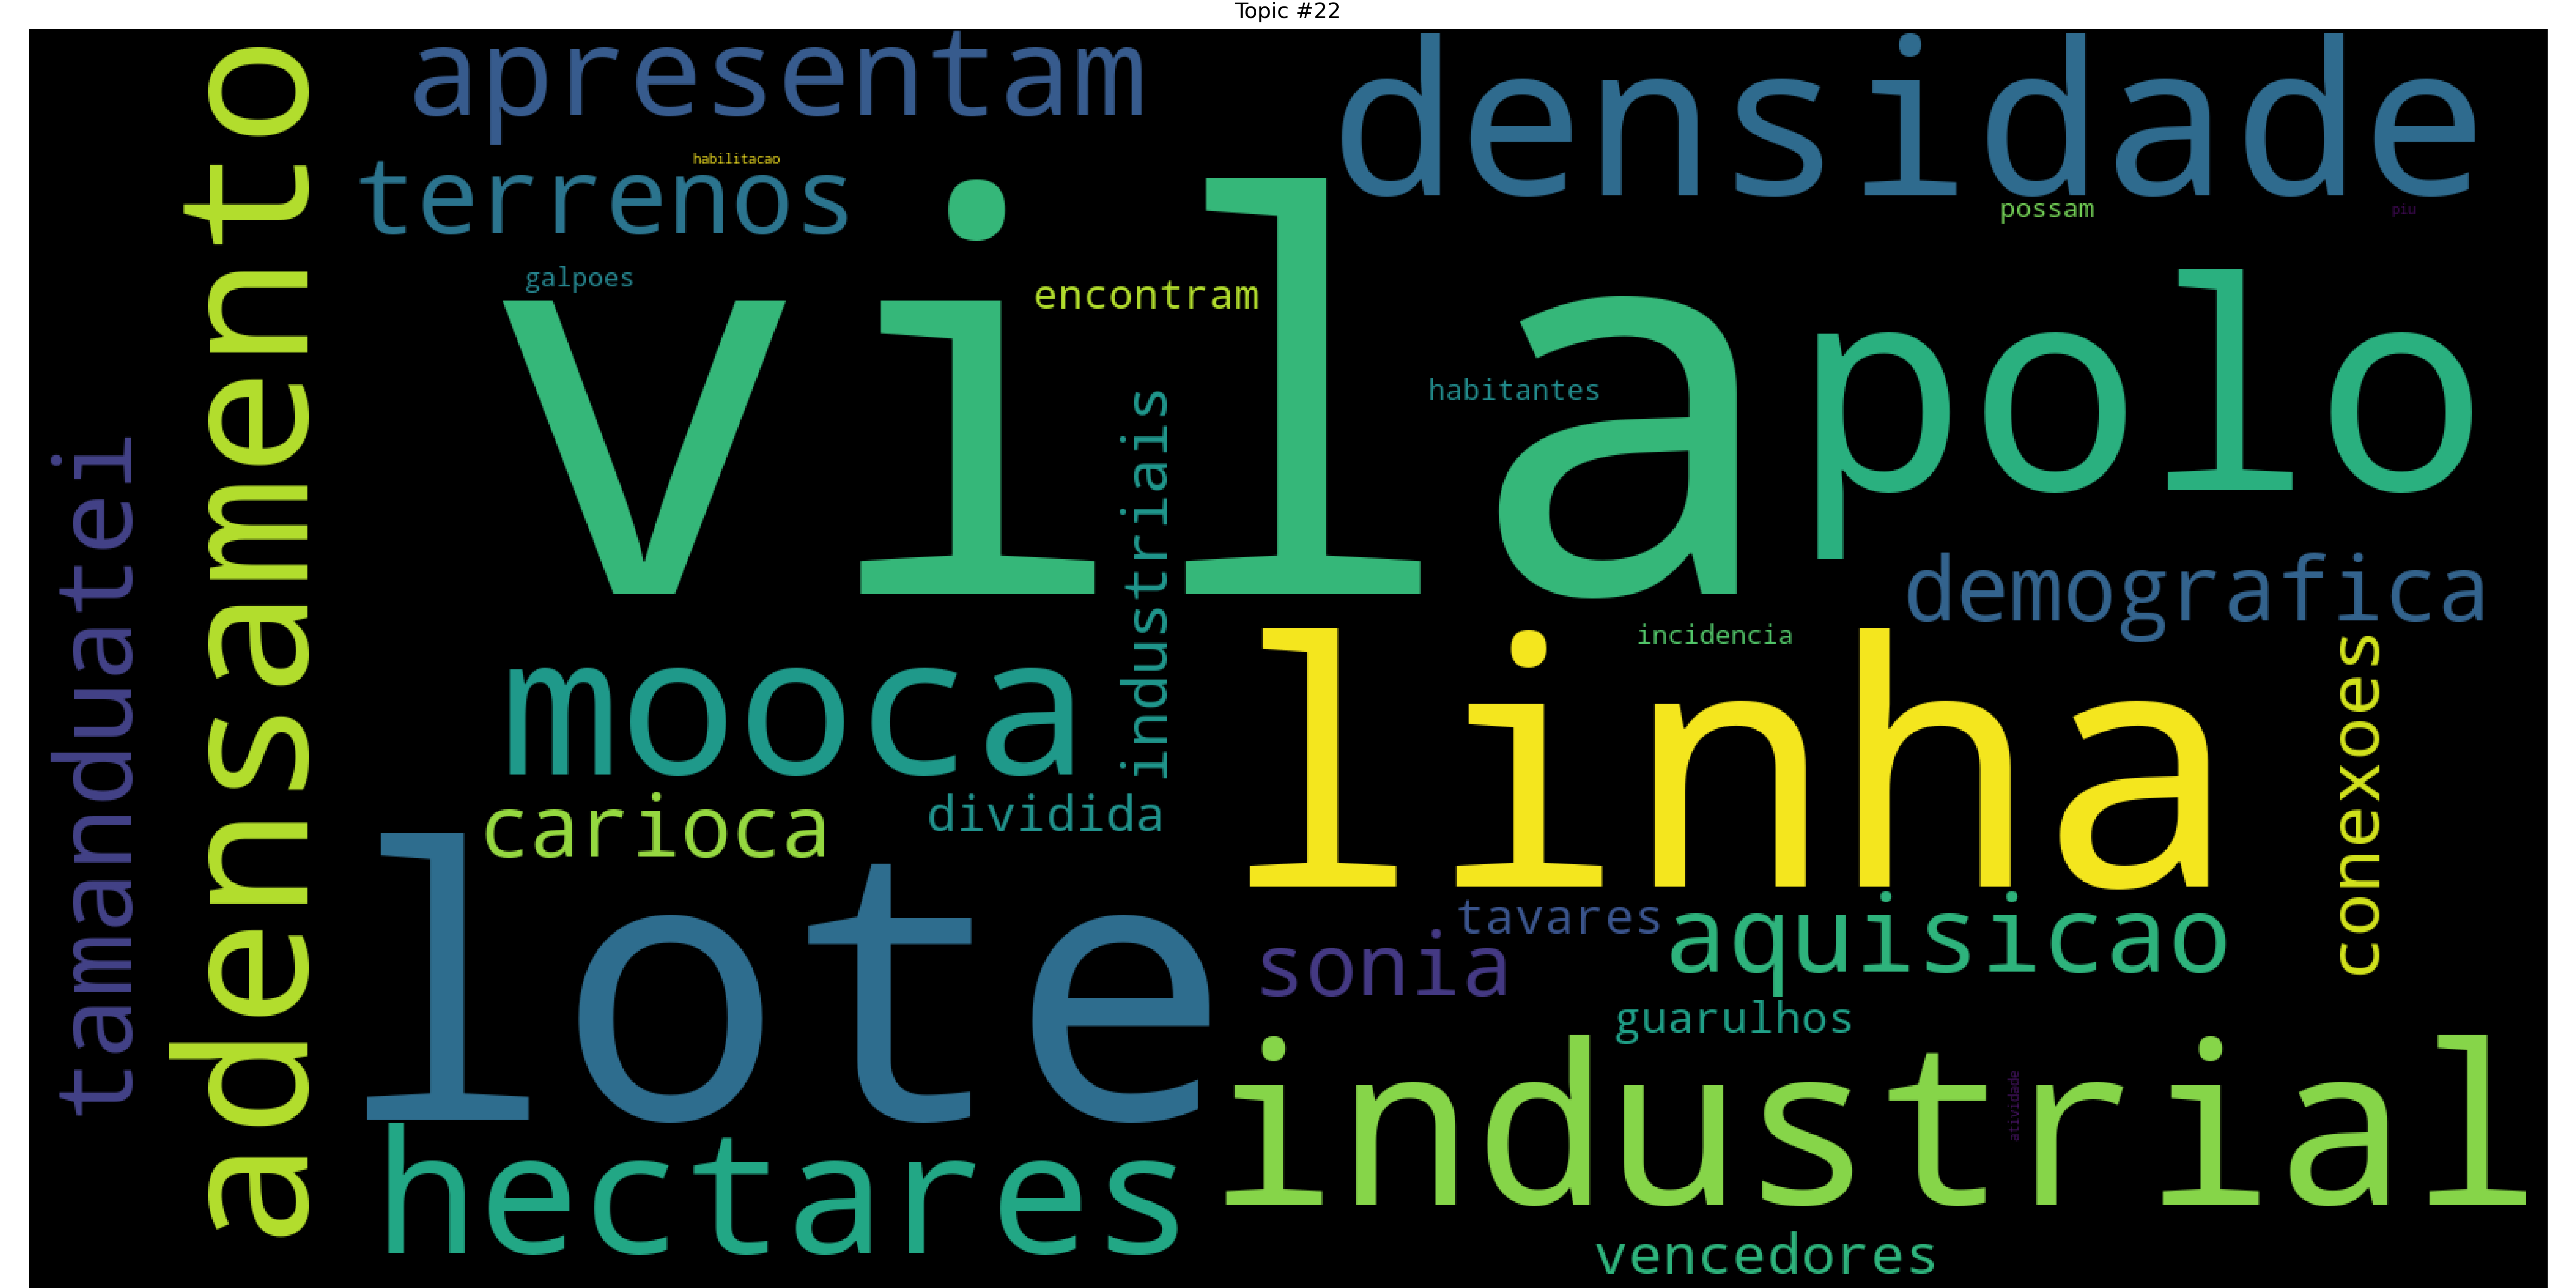 Topic #22
apresentam
densidade
habilitacao
terrenos
possam
piu
galpoes
encontram
vila
polo
habitantes
adensamento
tamanduatei
industriais
demografica
incidencia
linha
mooca
conexoes
carioca
dividida
lote
tavares
aquisicao
sonia
guarulhos
industrial
atividade
hectares
vencedores